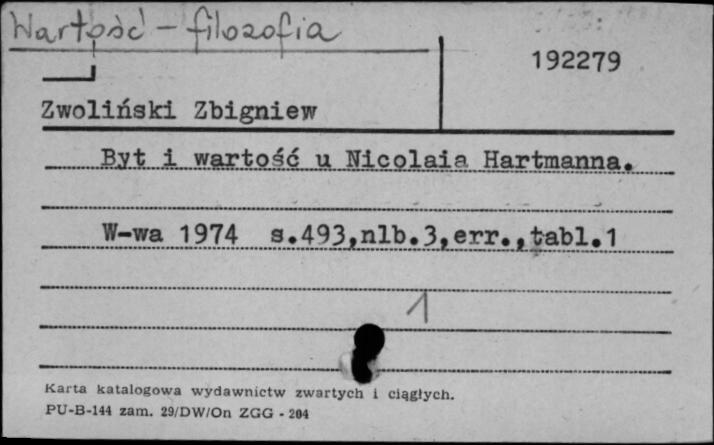 Wartość - filozofia
192279
Zwoliński Zbigniew
Byt i wartość u Nicolaia Hartmanna.
W-wa 1974 s.493,nlb.3,err.,tabl.1
1
Karta katalogowa wydawnictw zwartych i ciągłych.
PU-B-144 zam. 29/DW/On ZGG - 204